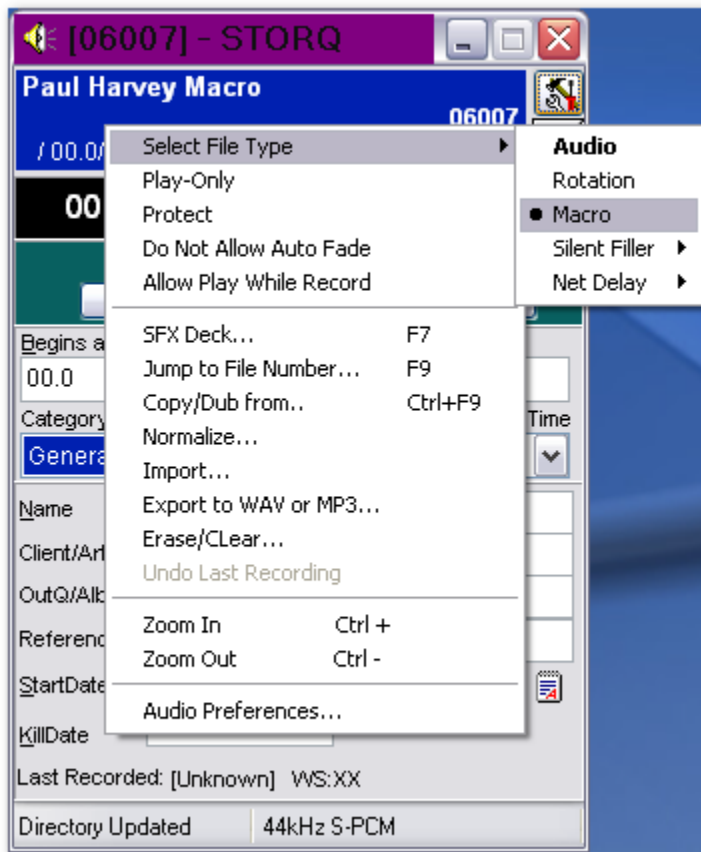 [06007] - STORQ
Paul Harvey Macro
06007
/ 00.0/
Select File Type
Audio
Play-Only
Rotation
00
Protect
Macro
Do Not Allow Auto Fade
Silent Filler
Allow Play While Record
Net Delay
Begins a
SFX Deck... F7
00.0
Jump to File Number... F9
Category
Copy/Dub from.. Ctrl+F9
Time
Genera
Normalize...
Import...
Name
Export to WAV or MP3...
Client/Art
Erase/CLear...
OutQ/Alb
Undo Last Recording
Referenc
Zoom In Ctrl +
StartDate
Zoom Out Ctrl -
Audio Preferences...
KillDate
Last Recorded: [Unknown] WS:XX
Directory Updated 44kHz S-PCM